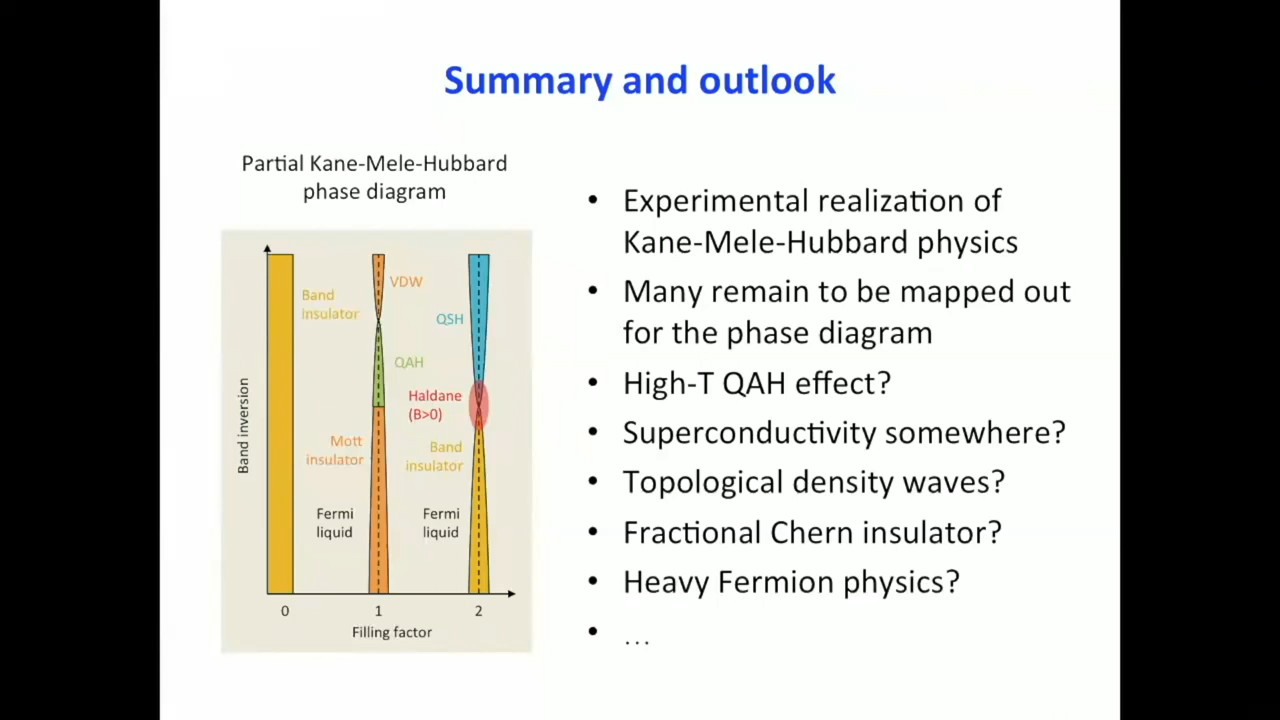 Summary and outlook
Partial Kane-Mele-Hubbard
phase diagram
Band inversion
Band
insulator
VDW
QAH
Mott
insulator
Fermi
liquid
QSH
Haldane
(B>0)
Band
insulator
Fermi
liquid
0
1
2
Filling factor
• Experimental realization of
Kane-Mele-Hubbard physics
• Many remain to be mapped out
for the phase diagram
• High-T QAH effect?
• Superconductivity somewhere?
• Topological density waves?
• Fractional Chern insulator?
• Heavy Fermion physics?
• …